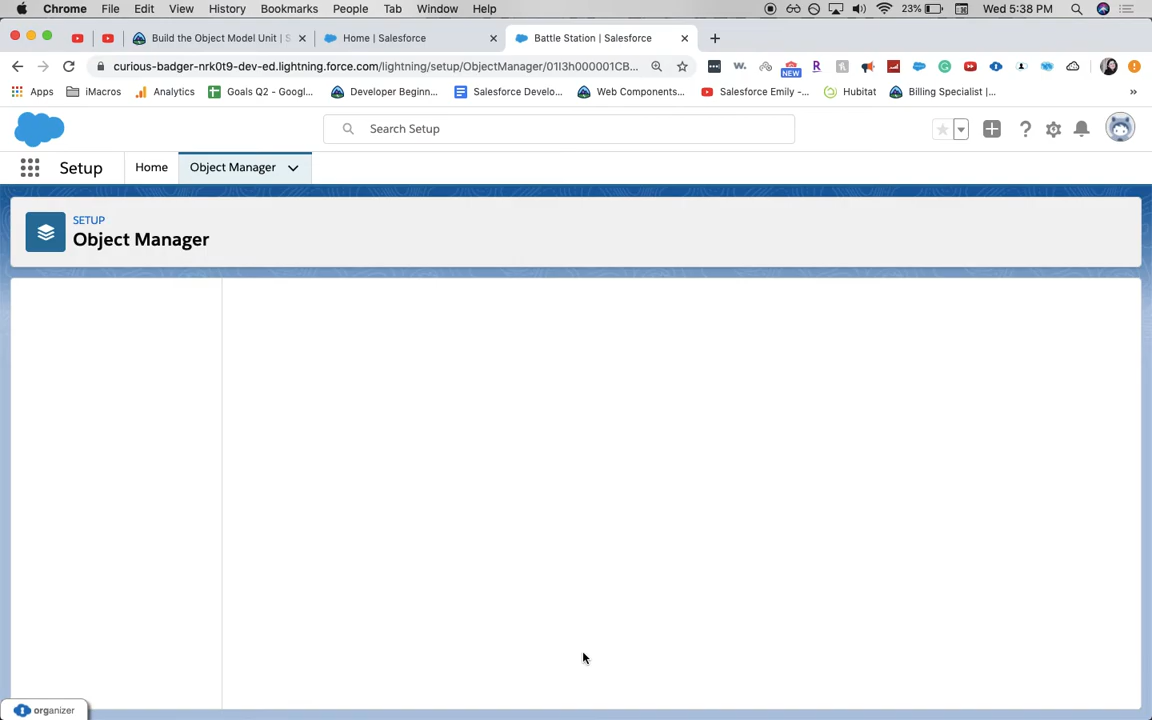 Chrome File Edit View History Bookmarks People Tab Window Help 23% Wed 5:38 PM
Build the Object Model Unit | S Home | Salesforce Battle Station | Salesforce
curious-badger-nrk0t9-dev-ed.lightning.force.com/lightning/setup/ObjectManager/01I3h000001CB... w. NEW R
Apps iMacros Analytics Goals Q2 - Googl... Developer Beginn... Salesforce Develo... Web Components... Salesforce Emily -... Hubitat Billing Specialist |... »
Search Setup
Setup Home Object Manager
SETUP
Object Manager
organizer